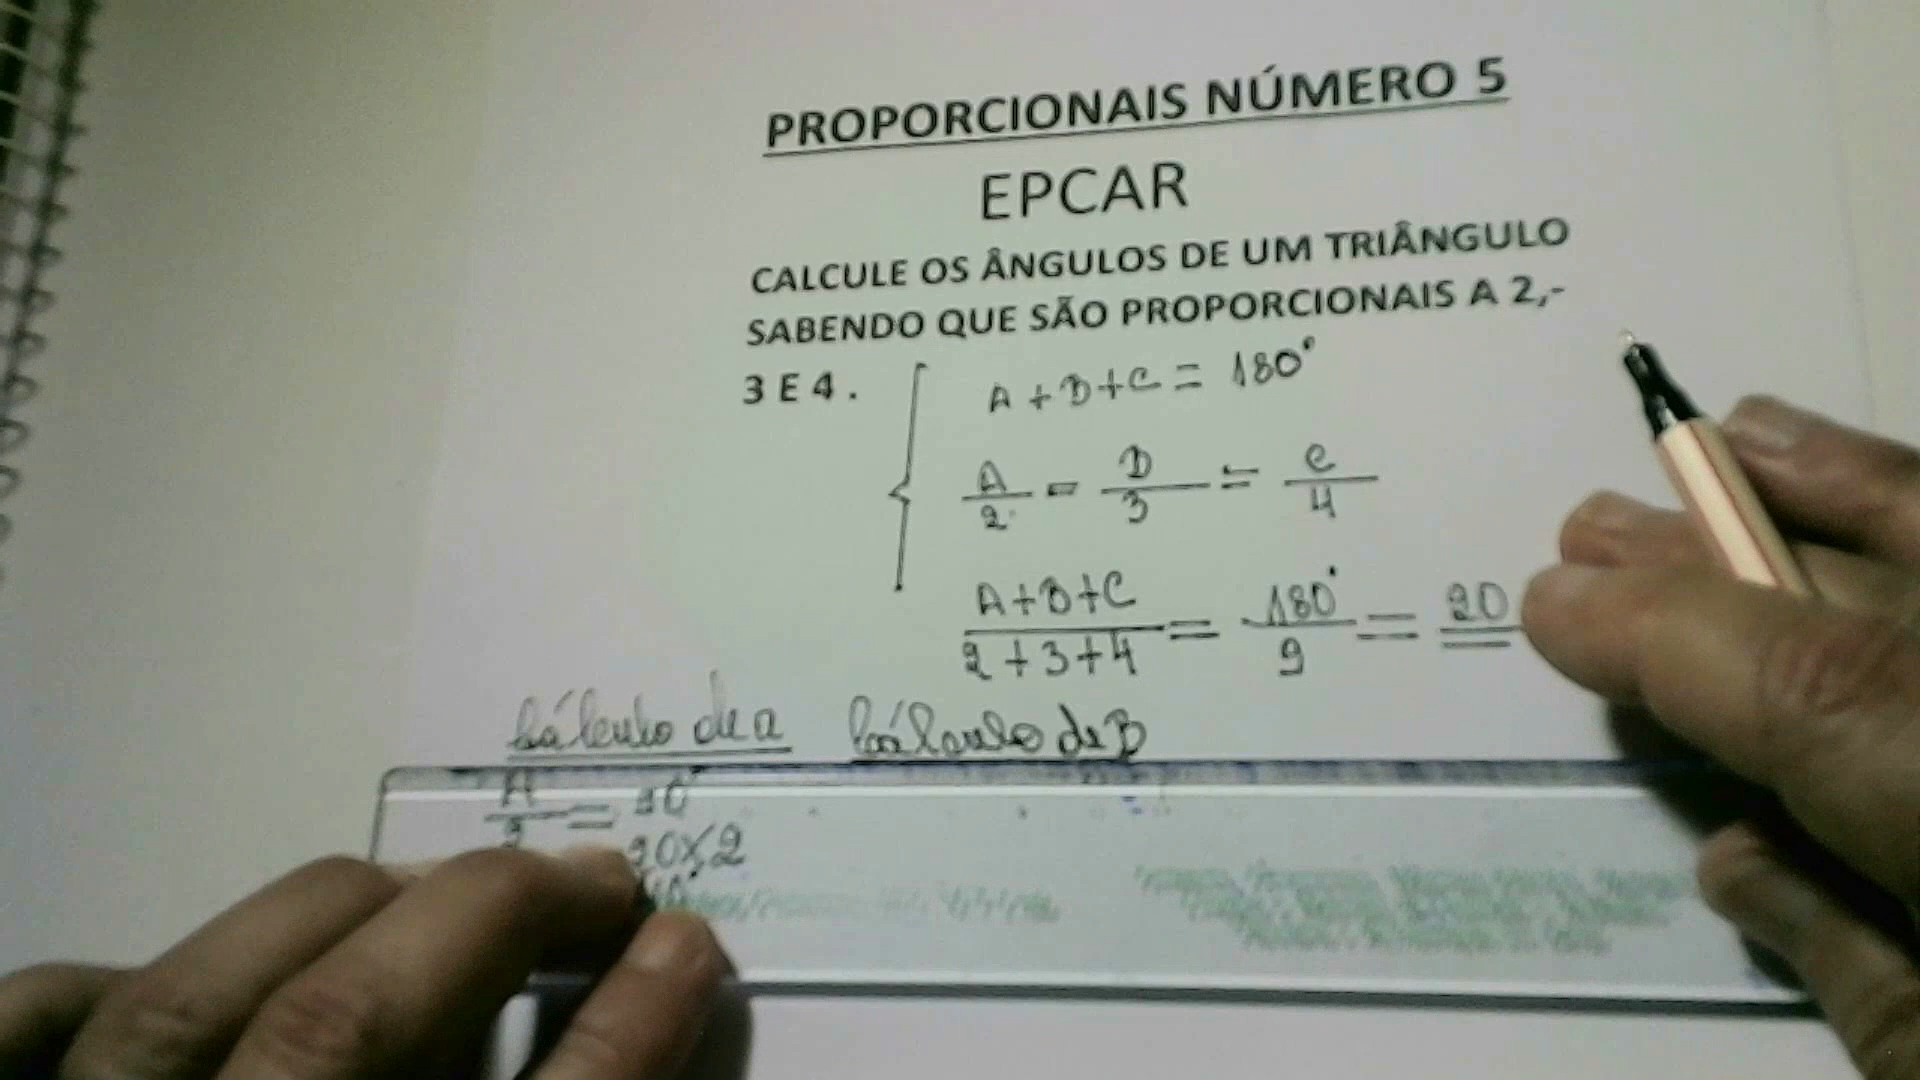 PROPORCIONAIS NÚMERO 5
EPCAR
CALCULE OS ÂNGULOS DE UM TRIÂNGULO
SABENDO QUE SÃO PROPORCIONAIS A 2,-
3 E 4 .
A + B + C = 180°
A/2 = B/3 = C/4
A+B+C/2+3+4 = 180°/9 = 20
Cálculo de a
Cálculo de B
A/2 = 20°
20x2
40°